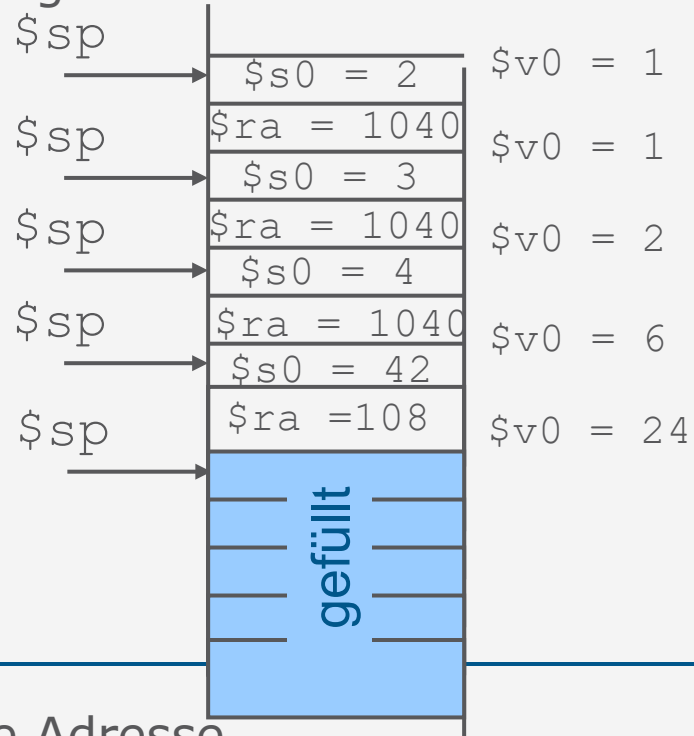 $sp
$s0 = 2
$v0 = 1
$ra = 1040
$sp
$v0 = 1
$s0 = 3
$sp
$ra = 1040
$v0 = 2
$s0 = 4
$sp
$ra = 1040
$v0 = 6
$s0 = 42
$sp
$ra =108
$v0 = 24
gefüllt
Adresse